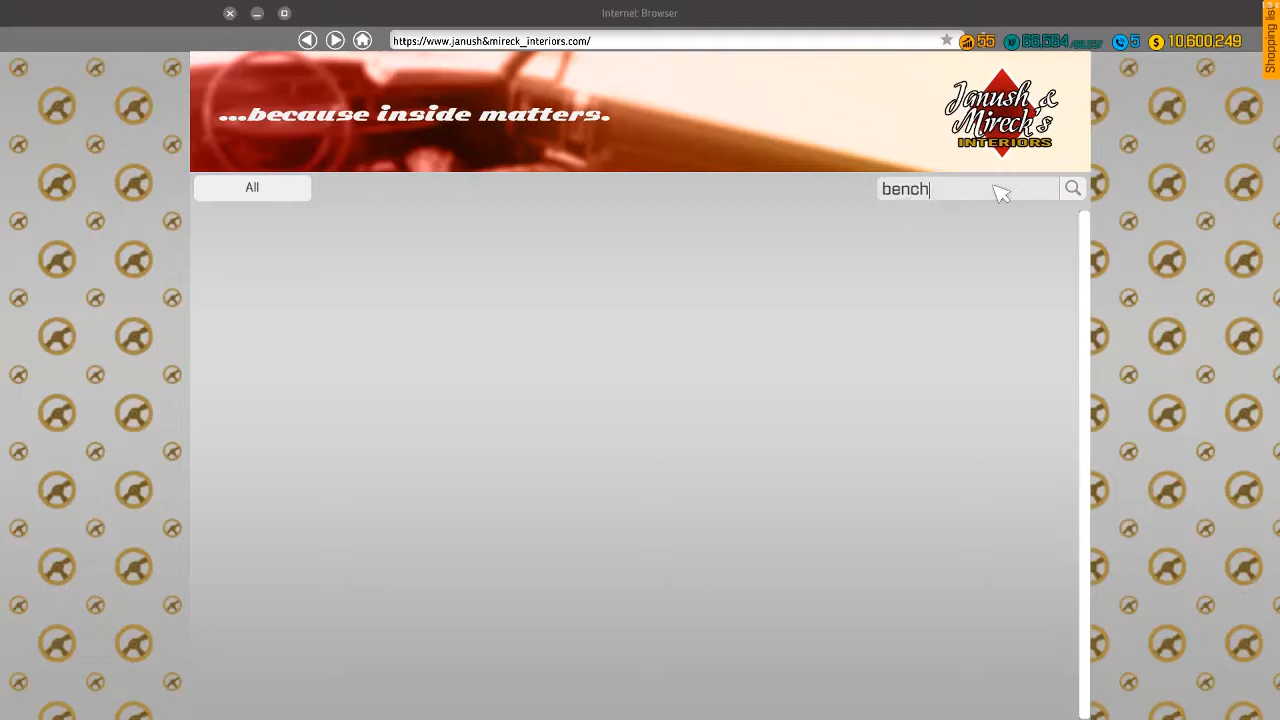 Internet Browser
https://www.janush&mireck_interiors.com/
55
5
10,600,249
Shopping list
...because inside matters.
Janush &
Mireck's
INTERIORS
All
bench